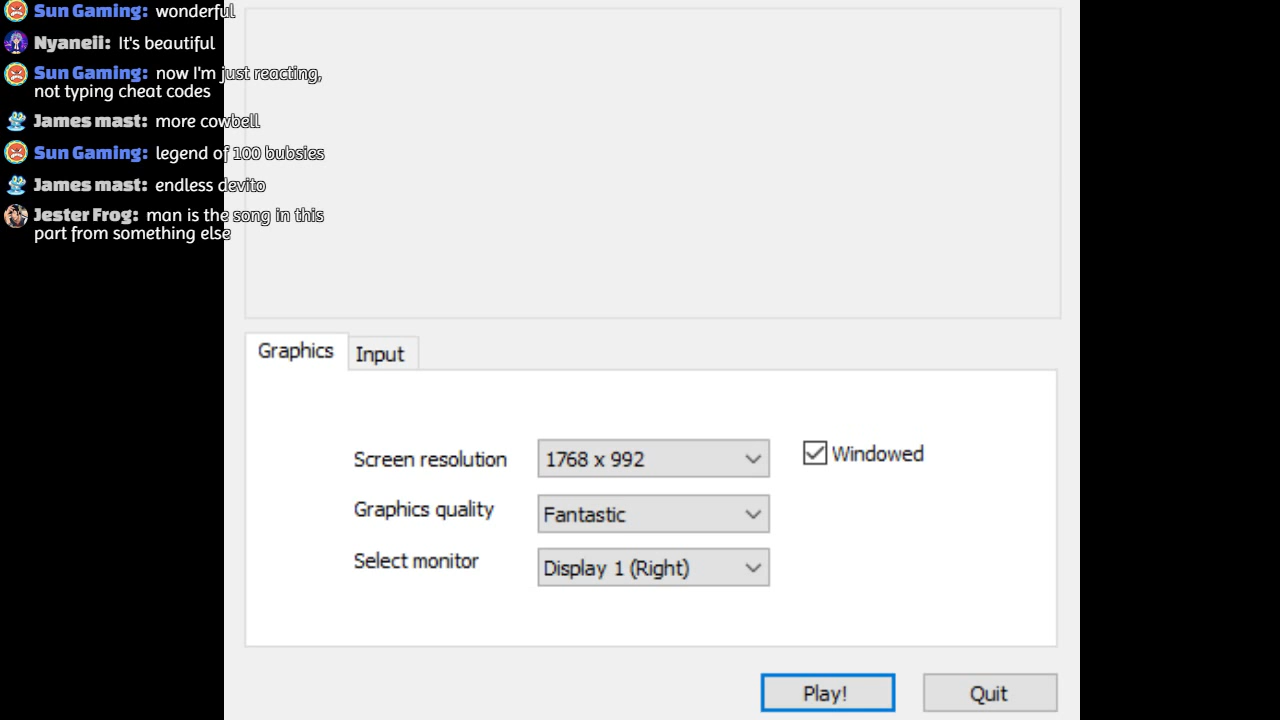 Sun Gaming: wonderful
Nyaneii: It's beautiful
Sun Gaming: now I'm just reacting,
not typing cheat codes
James mast: more cowbell
Sun Gaming: legend of 100 bubsies
James mast: endless devito
Jester Frog: man is the song in this
part from something else
Graphics
Input
Screen resolution
1768 x 992
Windowed
Graphics quality
Fantastic
Select monitor
Display 1 (Right)
Play!
Quit